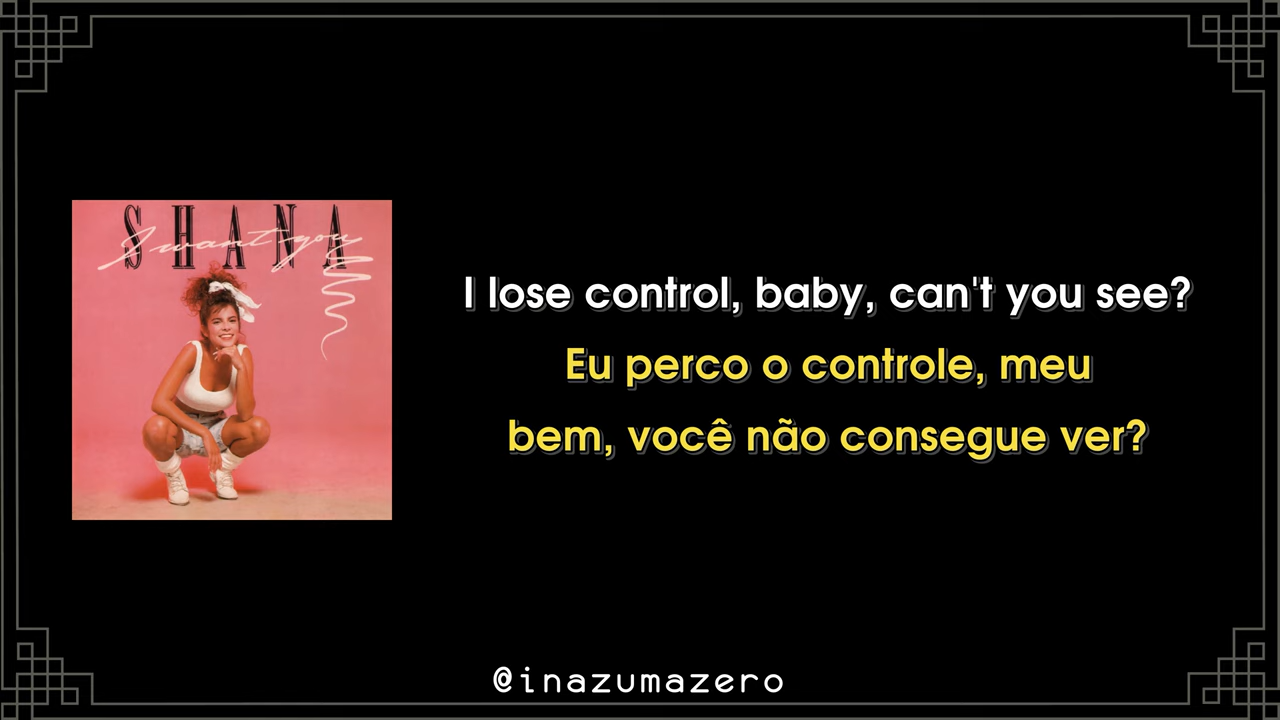 SHANA
I want you
I lose control, baby, can't you see?
Eu perco o controle, meu
bem, você não consegue ver?
@inazumazero